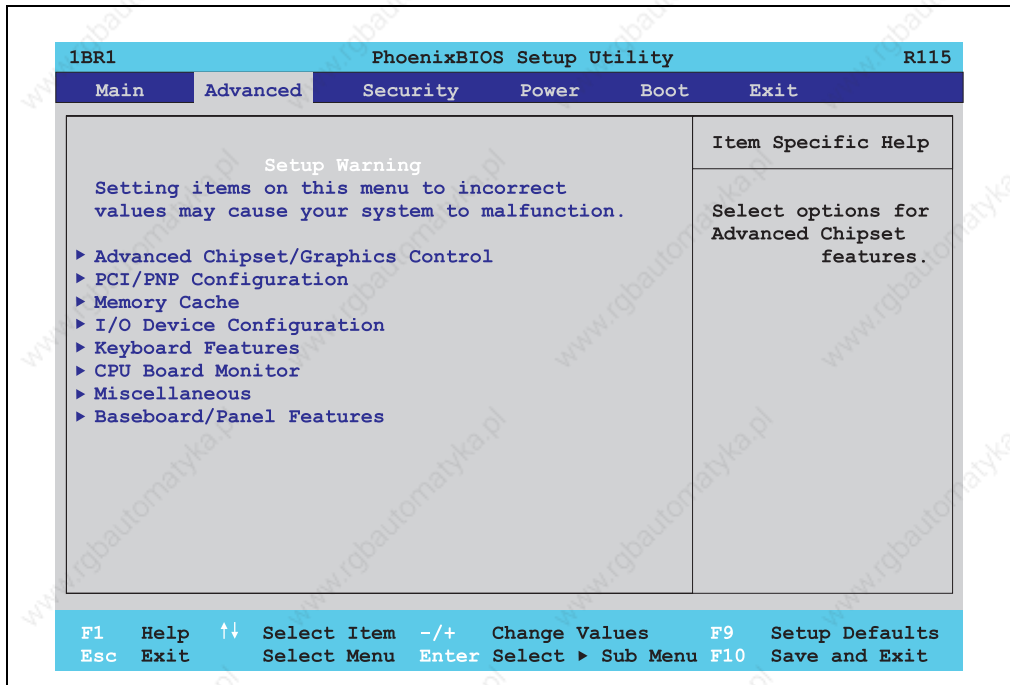 1BR1 PhoenixBIOS Setup Utility R115
Main Advanced Security Power Boot Exit
Setup Warning
Setting items on this menu to incorrect
values may cause your system to malfunction.
▶ Advanced Chipset/Graphics Control
▶ PCI/PNP Configuration
▶ Memory Cache
▶ I/O Device Configuration
▶ Keyboard Features
▶ CPU Board Monitor
▶ Miscellaneous
▶ Baseboard/Panel Features
Item Specific Help
Select options for
Advanced Chipset
features.
F1 Help ↑↓ Select Item -/+ Change Values F9 Setup Defaults
Esc Exit Select Menu Enter Select ▶ Sub Menu F10 Save and Exit
www.rgbautomatyka.pl